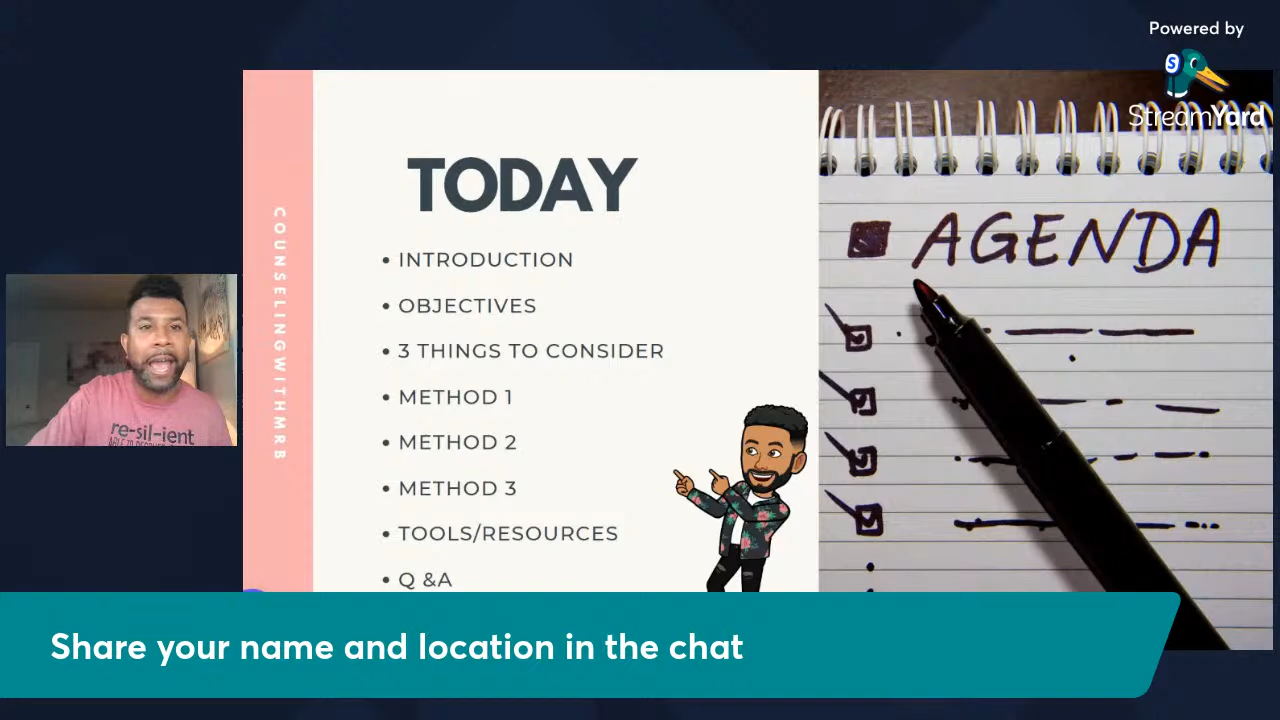 Powered by
S
StreamYard
COUNSELINGWITHMRB
TODAY
• INTRODUCTION
• OBJECTIVES
• 3 THINGS TO CONSIDER
• METHOD 1
• METHOD 2
• METHOD 3
• TOOLS/RESOURCES
• Q &A
AGENDA
re-sil-ient
Share your name and location in the chat